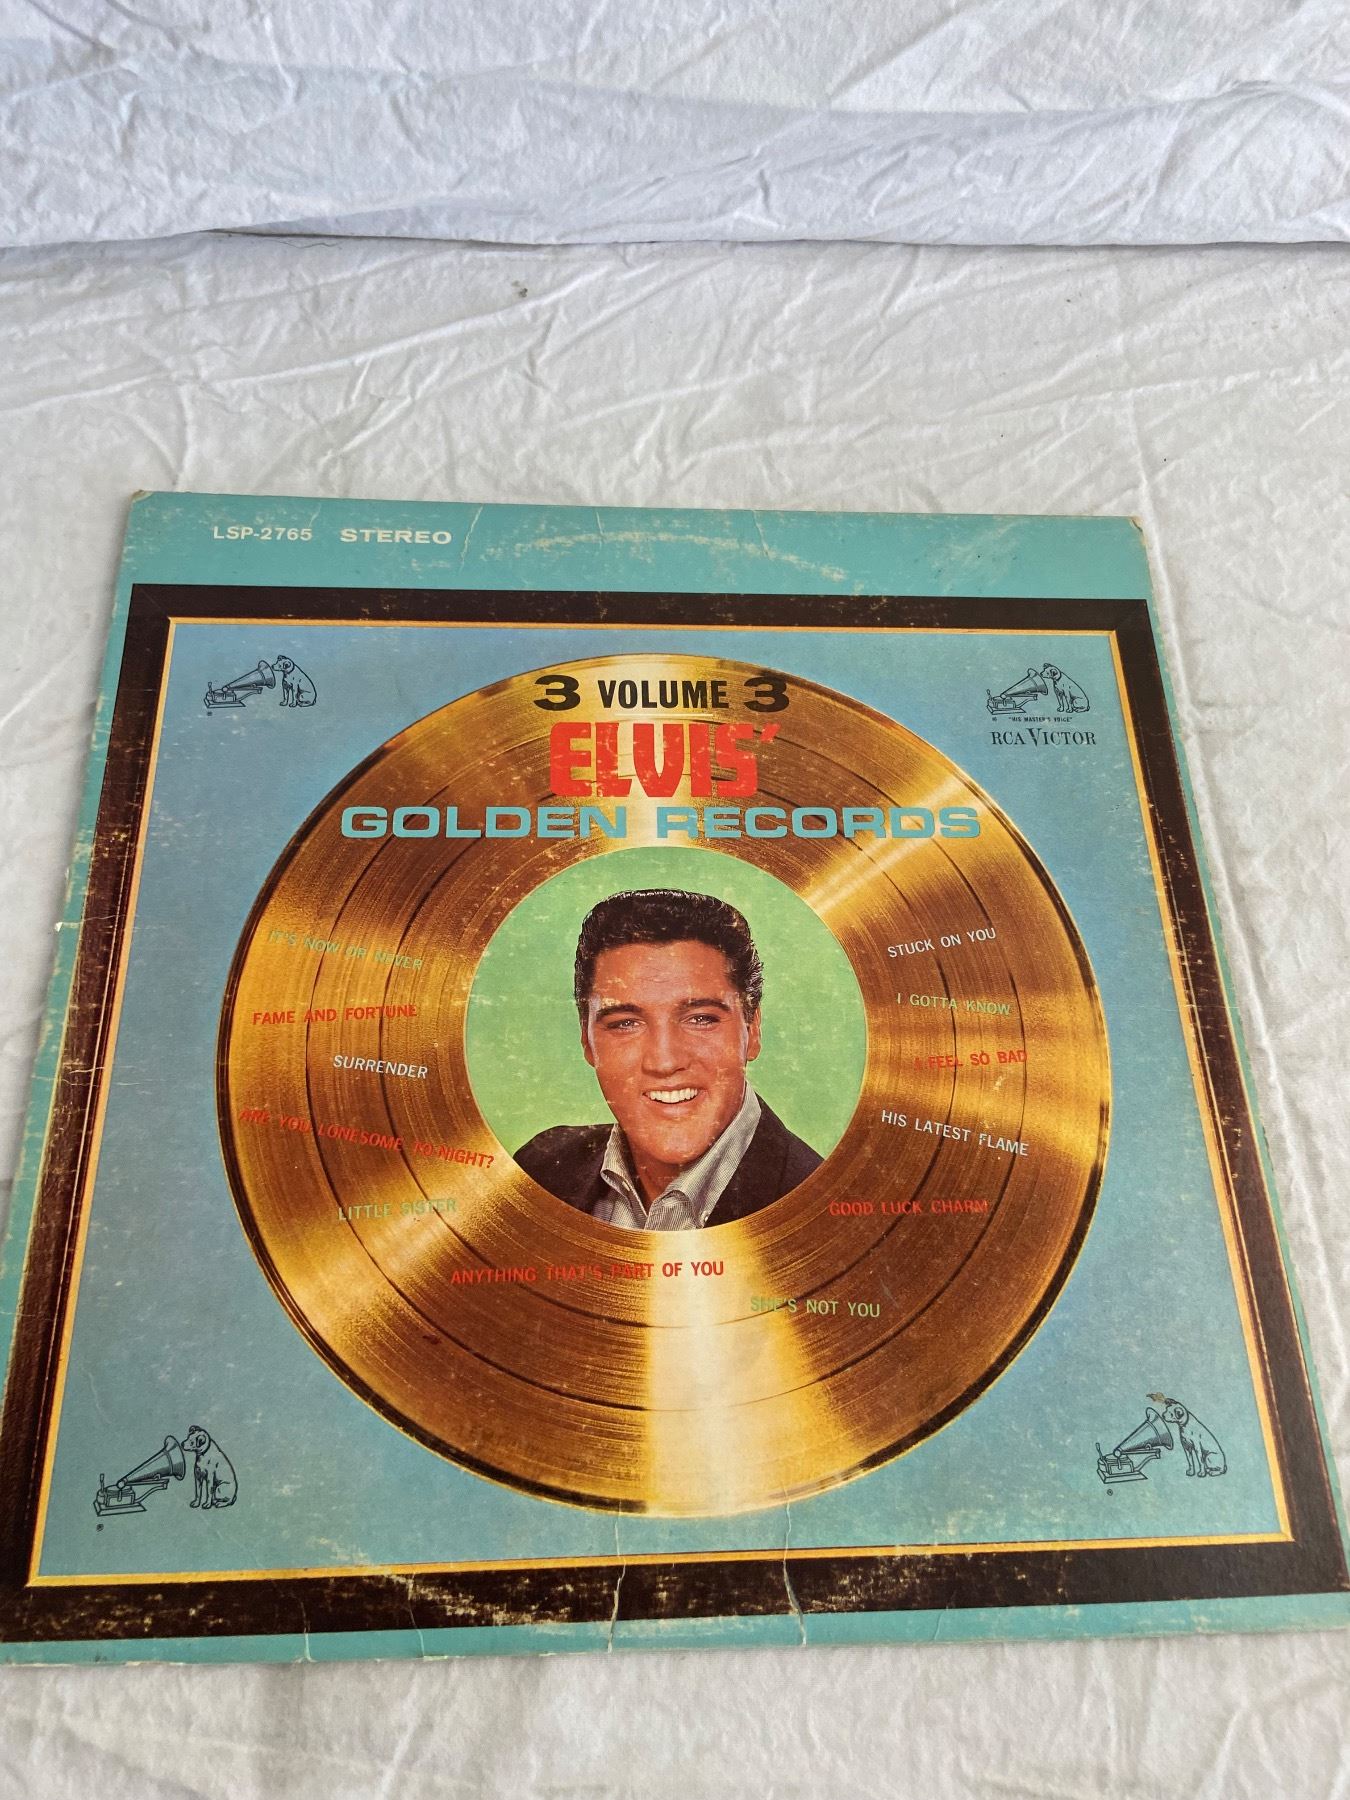 LSP-2765 STEREO
3 VOLUME 3
ELVIS'
GOLDEN RECORDS
"HIS MASTER'S VOICE"
RCA VICTOR
IT'S NOW OR NEVER
FAME AND FORTUNE
SURRENDER
ARE YOU LONESOME TO-NIGHT?
LITTLE SISTER
ANYTHING THAT'S PART OF YOU
STUCK ON YOU
I GOTTA KNOW
I FEEL SO BAD
HIS LATEST FLAME
GOOD LUCK CHARM
SHE'S NOT YOU